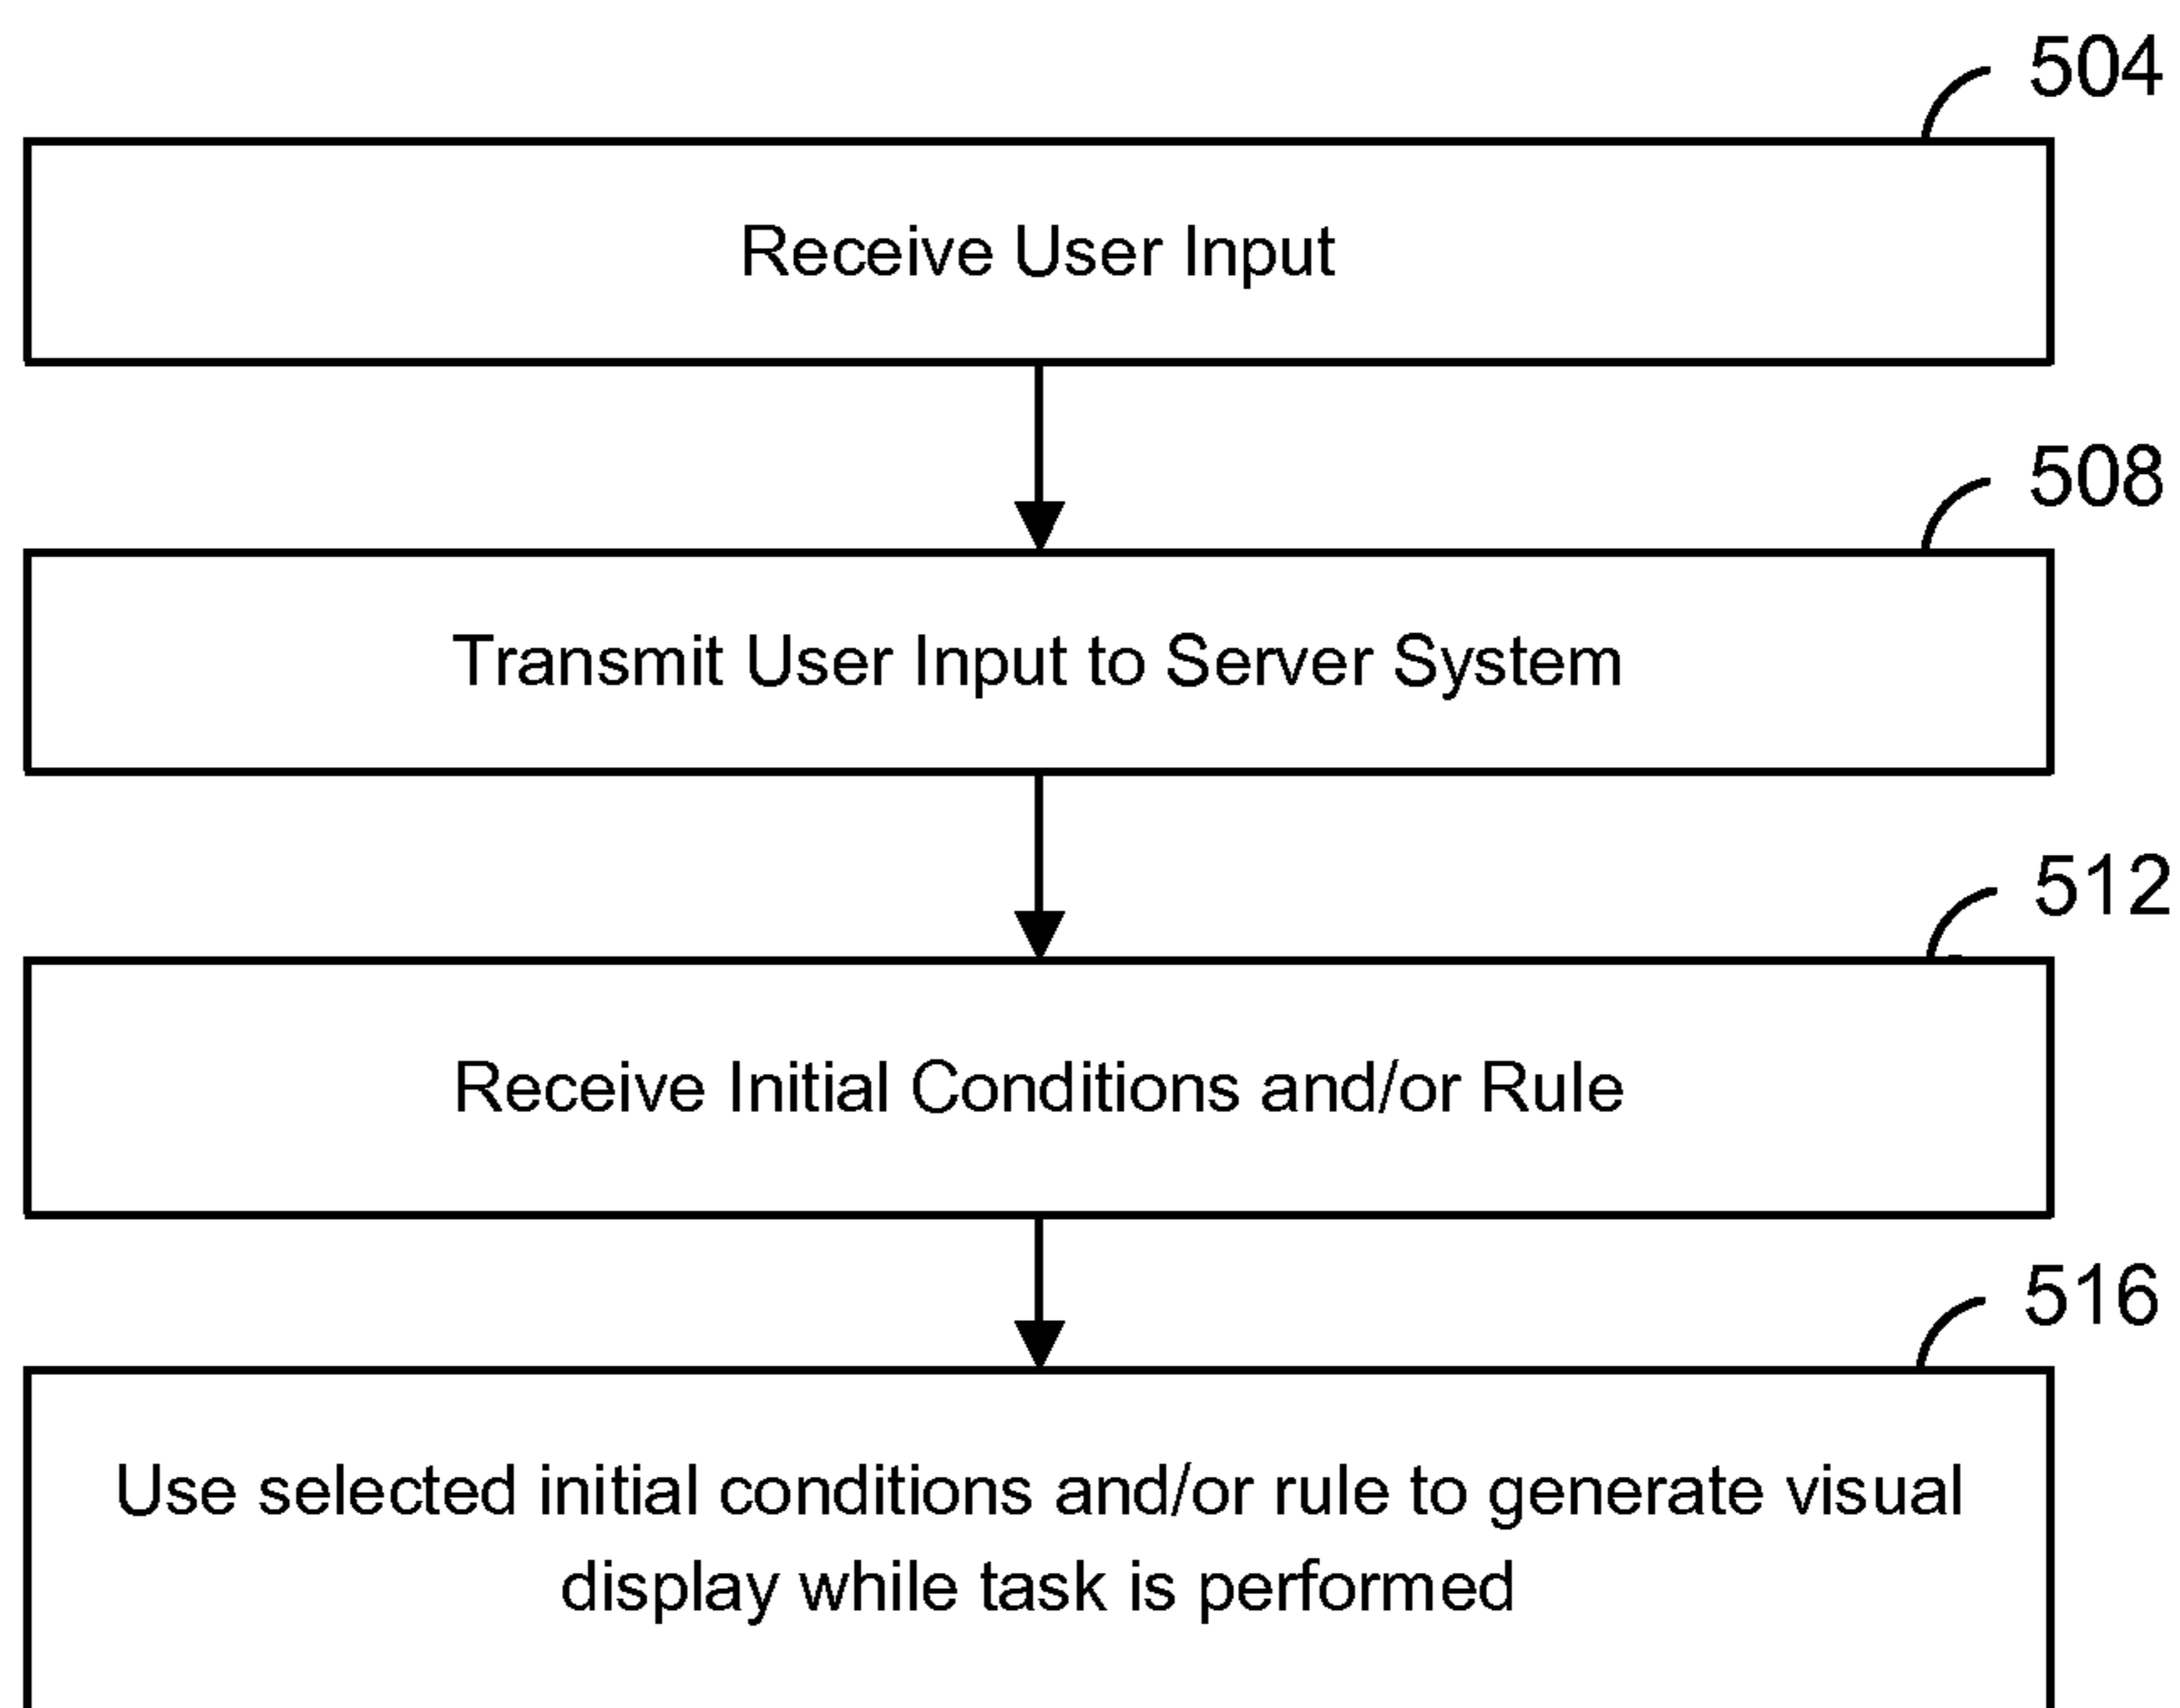 504
Receive User Input
508
Transmit User Input to Server System
512
Receive Initial Conditions and/or Rule
516
Use selected initial conditions and/or rule to generate visual
display while task is performed